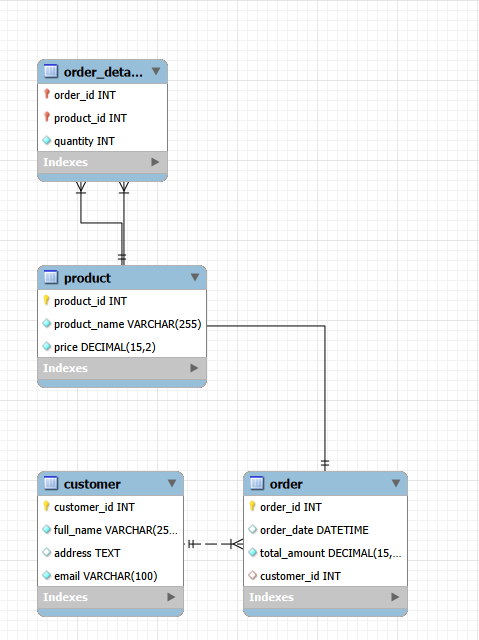 order_deta...
order_id INT
product_id INT
quantity INT
Indexes
product
product_id INT
product_name VARCHAR(255)
price DECIMAL(15,2)
Indexes
customer
customer_id INT
full_name VARCHAR(25...
address TEXT
email VARCHAR(100)
Indexes
order
order_id INT
order_date DATETIME
total_amount DECIMAL(15,...
customer_id INT
Indexes